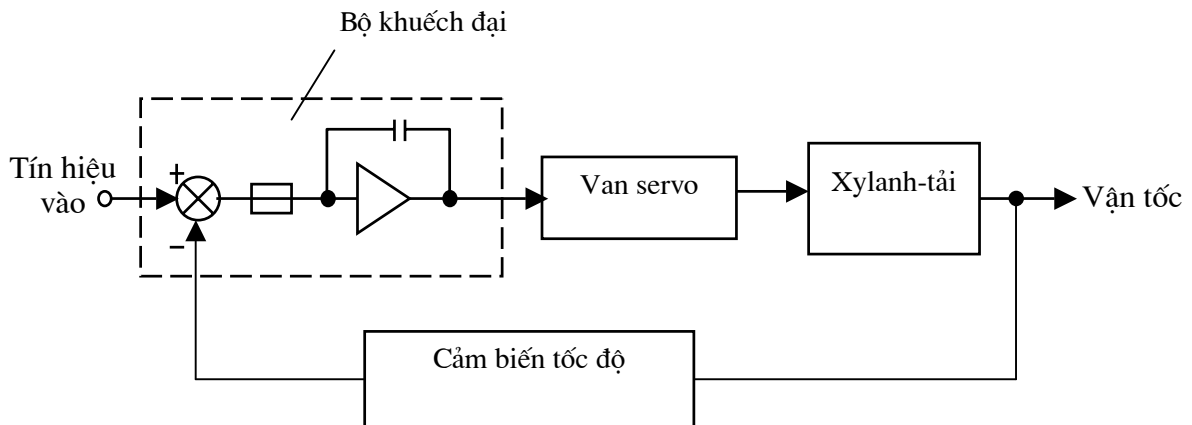 Bộ khuếch đại
Tín hiệu
vào
+
−
Van servo
Xylanh-tải
Vận tốc
Cảm biến tốc độ